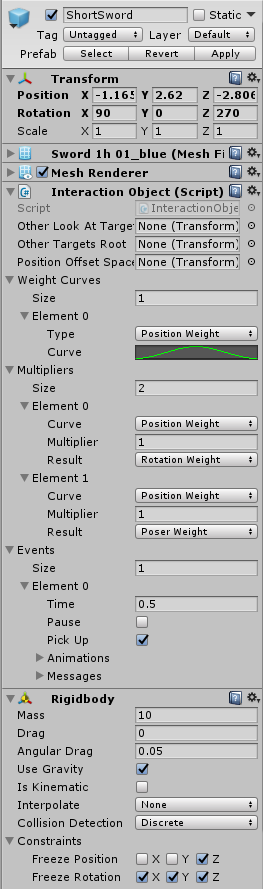 ShortSword Static
Tag Untagged Layer Default
Prefab Select Revert Apply
Transform
Position X -1.165 Y 2.62 Z -2.806
Rotation X 90 Y 0 Z 270
Scale X 1 Y 1 Z 1
Sword 1h 01_blue (Mesh Fi
Mesh Renderer
Interaction Object (Script)
Script InteractionObje
Other Look At Target None (Transform)
Other Targets Root None (Transform)
Position Offset Space None (Transform)
Weight Curves
Size 1
Element 0
Type Position Weight
Curve
Multipliers
Size 2
Element 0
Curve Position Weight
Multiplier 1
Result Rotation Weight
Element 1
Curve Position Weight
Multiplier 1
Result Poser Weight
Events
Size 1
Element 0
Time 0.5
Pause
Pick Up
Animations
Messages
Rigidbody
Mass 10
Drag 0
Angular Drag 0.05
Use Gravity
Is Kinematic
Interpolate None
Collision Detection Discrete
Constraints
Freeze Position X Y Z
Freeze Rotation X Y Z